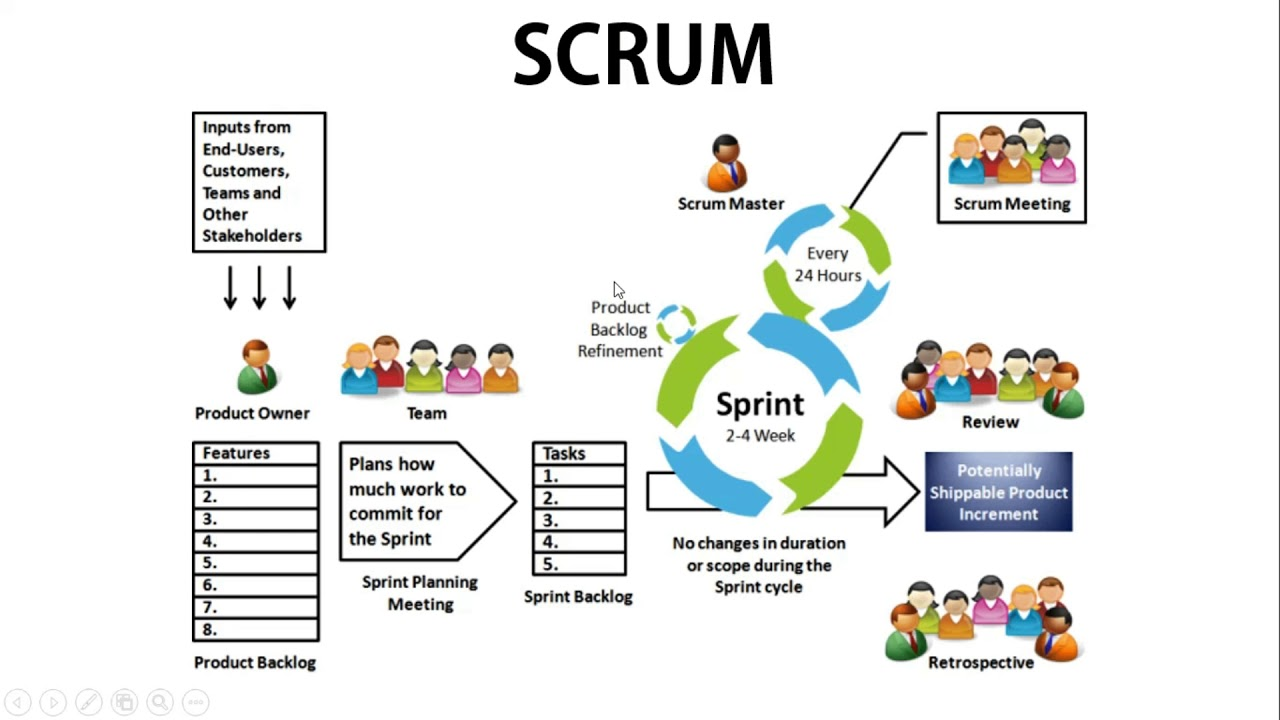 SCRUM
Inputs from
End-Users,
Customers,
Teams and
Other
Stakeholders
Scrum Master
Scrum Meeting
Every
24 Hours
Product
Backlog
Refinement
Product Owner
Team
Sprint
2-4 Week
Review
Features
1.
2.
3.
4.
5.
6.
7.
8.
Product Backlog
Plans how
much work to
commit for
the Sprint
Sprint Planning
Meeting
Tasks
1.
2.
3.
4.
5.
Sprint Backlog
No changes in duration
or scope during the
Sprint cycle
Potentially
Shippable Product
Increment
Retrospective